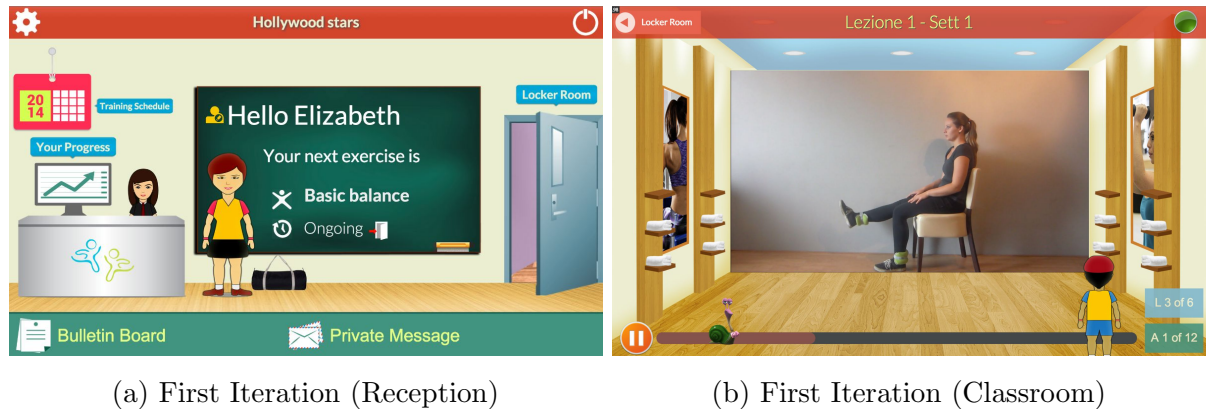 Hollywood stars
20
14
Training Schedule
Your Progress
Hello Elizabeth
Your next exercise is
Basic balance
Ongoing
Locker Room
Bulletin Board
Private Message
Locker Room
Lezione 1 - Sett 1
L 3 of 6
A 1 of 12
(a) First Iteration (Reception)
(b) First Iteration (Classroom)